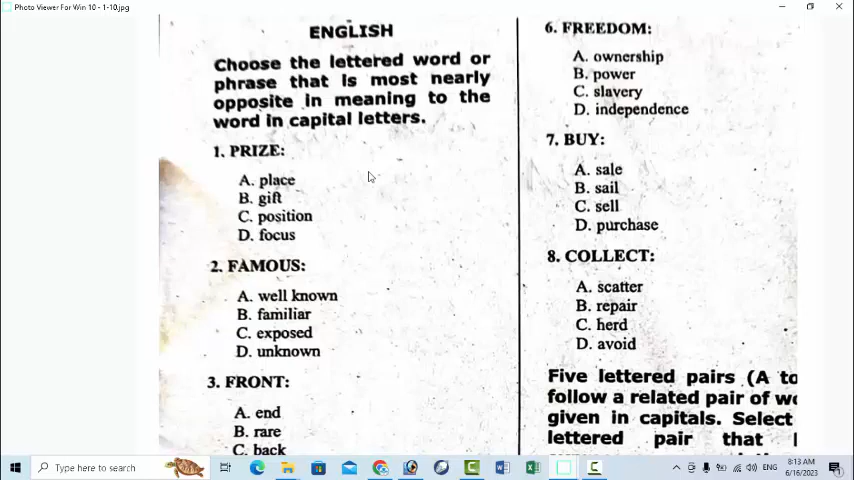 Photo Viewer For Win 10 - 1-10.jpg
ENGLISH
Choose the lettered word or
phrase that is most nearly
opposite in meaning to the
word in capital letters.
1. PRIZE:
A. place
B. gift
C. position
D. focus
2. FAMOUS:
A. well known
B. familiar
C. exposed
D. unknown
3. FRONT:
A. end
B. rare
C. back
6. FREEDOM:
A. ownership
B. power
C. slavery
D. independence
7. BUY:
A. sale
B. sail
C. sell
D. purchase
8. COLLECT:
A. scatter
B. repair
C. herd
D. avoid
Five lettered pairs (A to
follow a related pair of
given in capitals. Select
lettered pair that
Type here to search
ENG
8:13 AM
6/16/2023